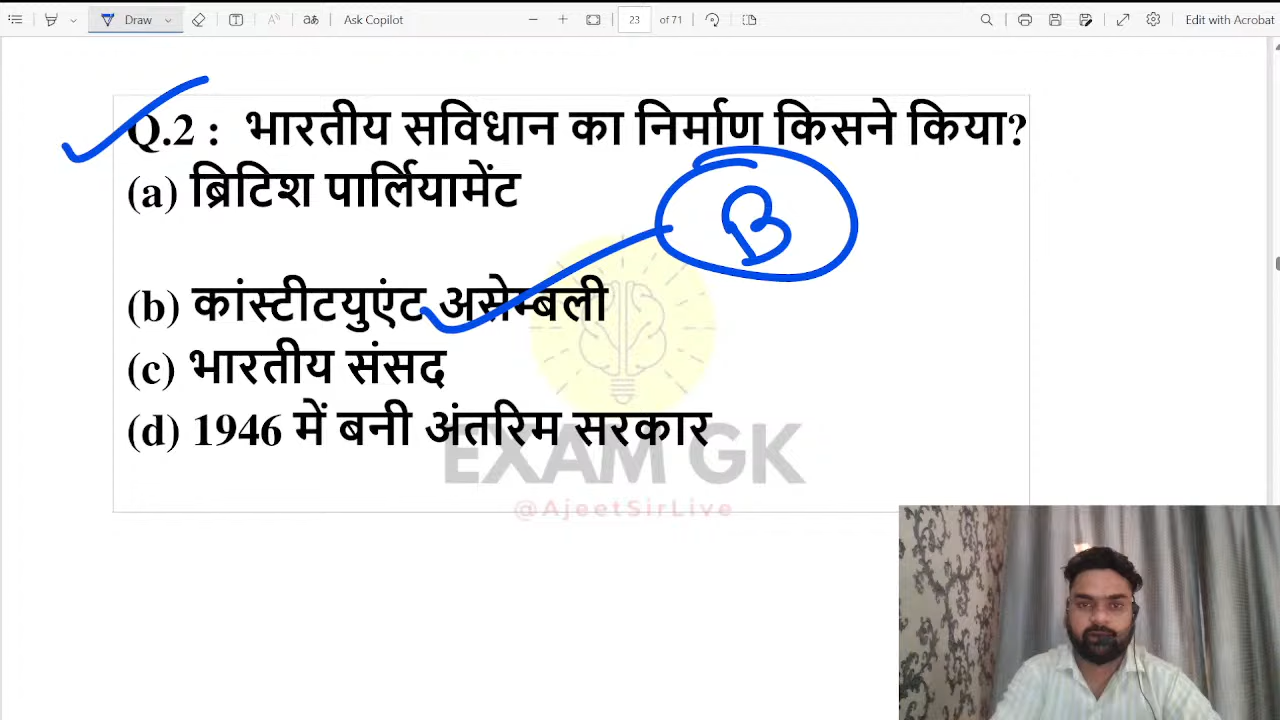 Draw
Ask Copilot
23 of 71
Edit with Acrobat
Q.2 : भारतीय सविधान का निर्माण किसने किया?
(a) ब्रिटिश पार्लियामेंट
B
(b) कांस्टीटयुएंट असेम्बली
(c) भारतीय संसद
(d) 1946 में बनी अंतरिम सरकार
EXAM GK
@AjeetSirLive